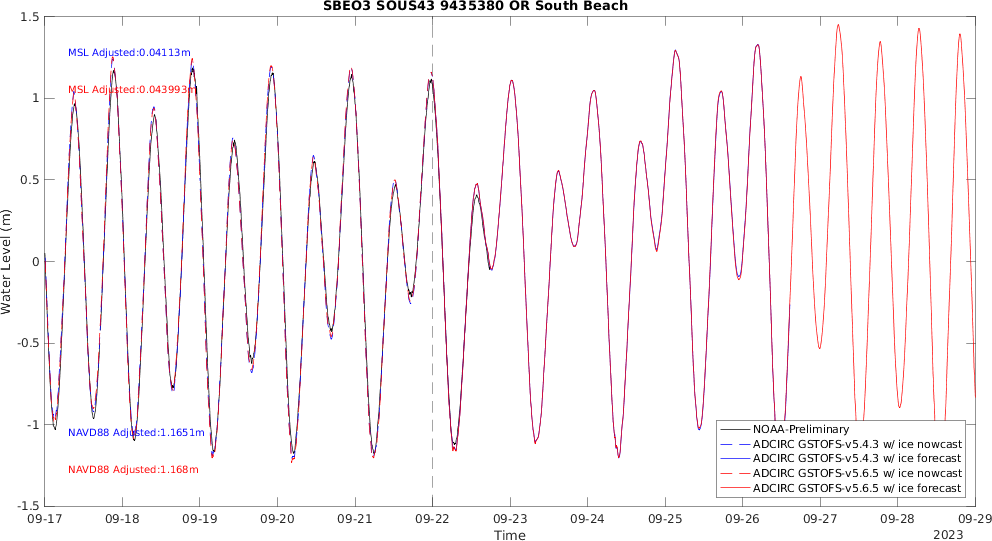 SBEO3 SOUS43 9435380 OR South Beach
MSL Adjusted:0.04113m
MSL Adjusted:0.043993m
NAVD88 Adjusted:1.1651m
NAVD88 Adjusted:1.168m
Water Level (m)
1.5
1
0.5
0
-0.5
-1
-1.5
NOAA-Preliminary
ADCIRC GSTOFS-v5.4.3 w/ ice nowcast
ADCIRC GSTOFS-v5.4.3 w/ ice forecast
ADCIRC GSTOFS-v5.6.5 w/ ice nowcast
ADCIRC GSTOFS-v5.6.5 w/ ice forecast
09-17 09-18 09-19 09-20 09-21 09-22 09-23 09-24 09-25 09-26 09-27 09-28 09-29
Time
2023